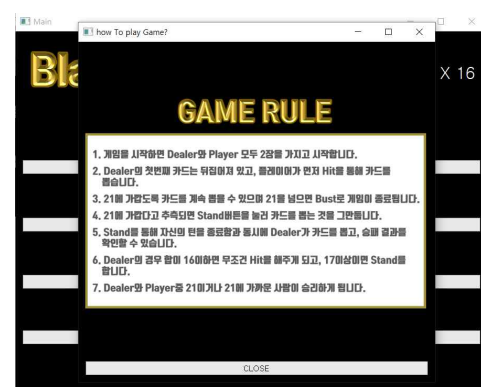 Main
how To play Game?
Bla
X 16
GAME RULE
1. 게임을 시작하면 Dealer와 Player 모두 2장을 가지고 시작합니다.
2. Dealer의 첫번째 카드는 뒤집어져 있고, 플레이어가 먼저 Hit을 통해 카드를
뽑습니다.
3. 21에 가깝도록 카드를 계속 뽑을 수 있으며 21을 넘으면 Bust로 게임이 종료됩니다.
4. 21에 가깝다고 추측되면 Stand버튼을 눌러 카드를 뽑는 것을 그만둡니다.
5. Stand를 통해 자신의 턴을 종료함과 동시에 Dealer가 카드를 뽑고, 승패 결과를
확인할 수 있습니다.
6. Dealer의 경우 합이 16이하면 무조건 Hit을 해주게 되고, 17이상이면 Stand를
합니다.
7. Dealer와 Player중 21이거나 21에 가까운 사람이 승리하게 됩니다.
CLOSE